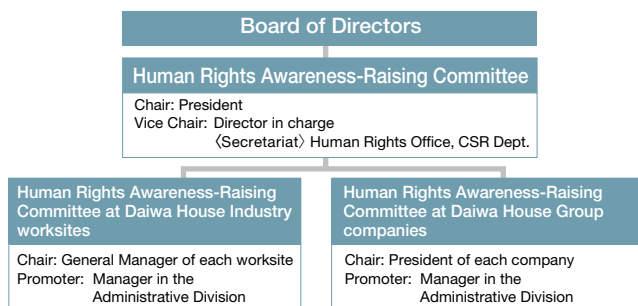 Board of Directors
Human Rights Awareness-Raising Committee
Chair: President
Vice Chair: Director in charge
〈Secretariat〉 Human Rights Office, CSR Dept.
Human Rights Awareness-Raising
Committee at Daiwa House Industry
worksites
Chair: General Manager of each worksite
Promoter: Manager in the
Administrative Division
Human Rights Awareness-Raising
Committee at Daiwa House Group
companies
Chair: President of each company
Promoter: Manager in the
Administrative Division